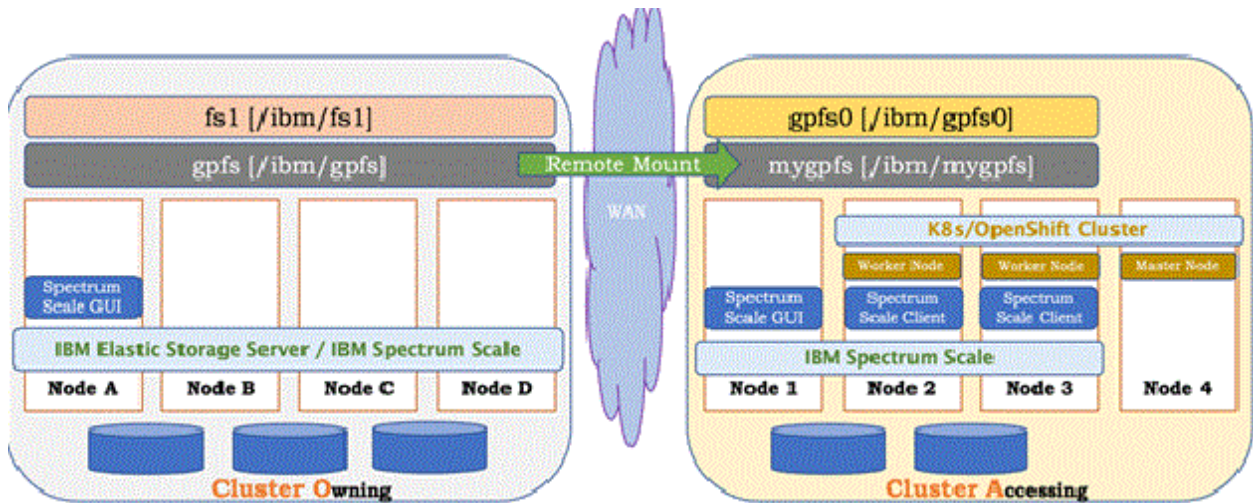 fs1 [/ibm/fs1]
gpfs [/ibm/gpfs]
Spectrum
Scale GUI
IBM Elastic Storage Server / IBM Spectrum Scale
Node A
Node B
Node C
Node D
Cluster Owning
Remote Mount
WAN
gpfs0 [/ibm/gpfs0]
mygpfs [/ibm/mygpfs]
K8s/OpenShift Cluster
Worker Node
Worker Node
Master Node
Spectrum
Scale GUI
Spectrum
Scale Client
Spectrum
Scale Client
IBM Spectrum Scale
Node 1
Node 2
Node 3
Node 4
Cluster Accessing